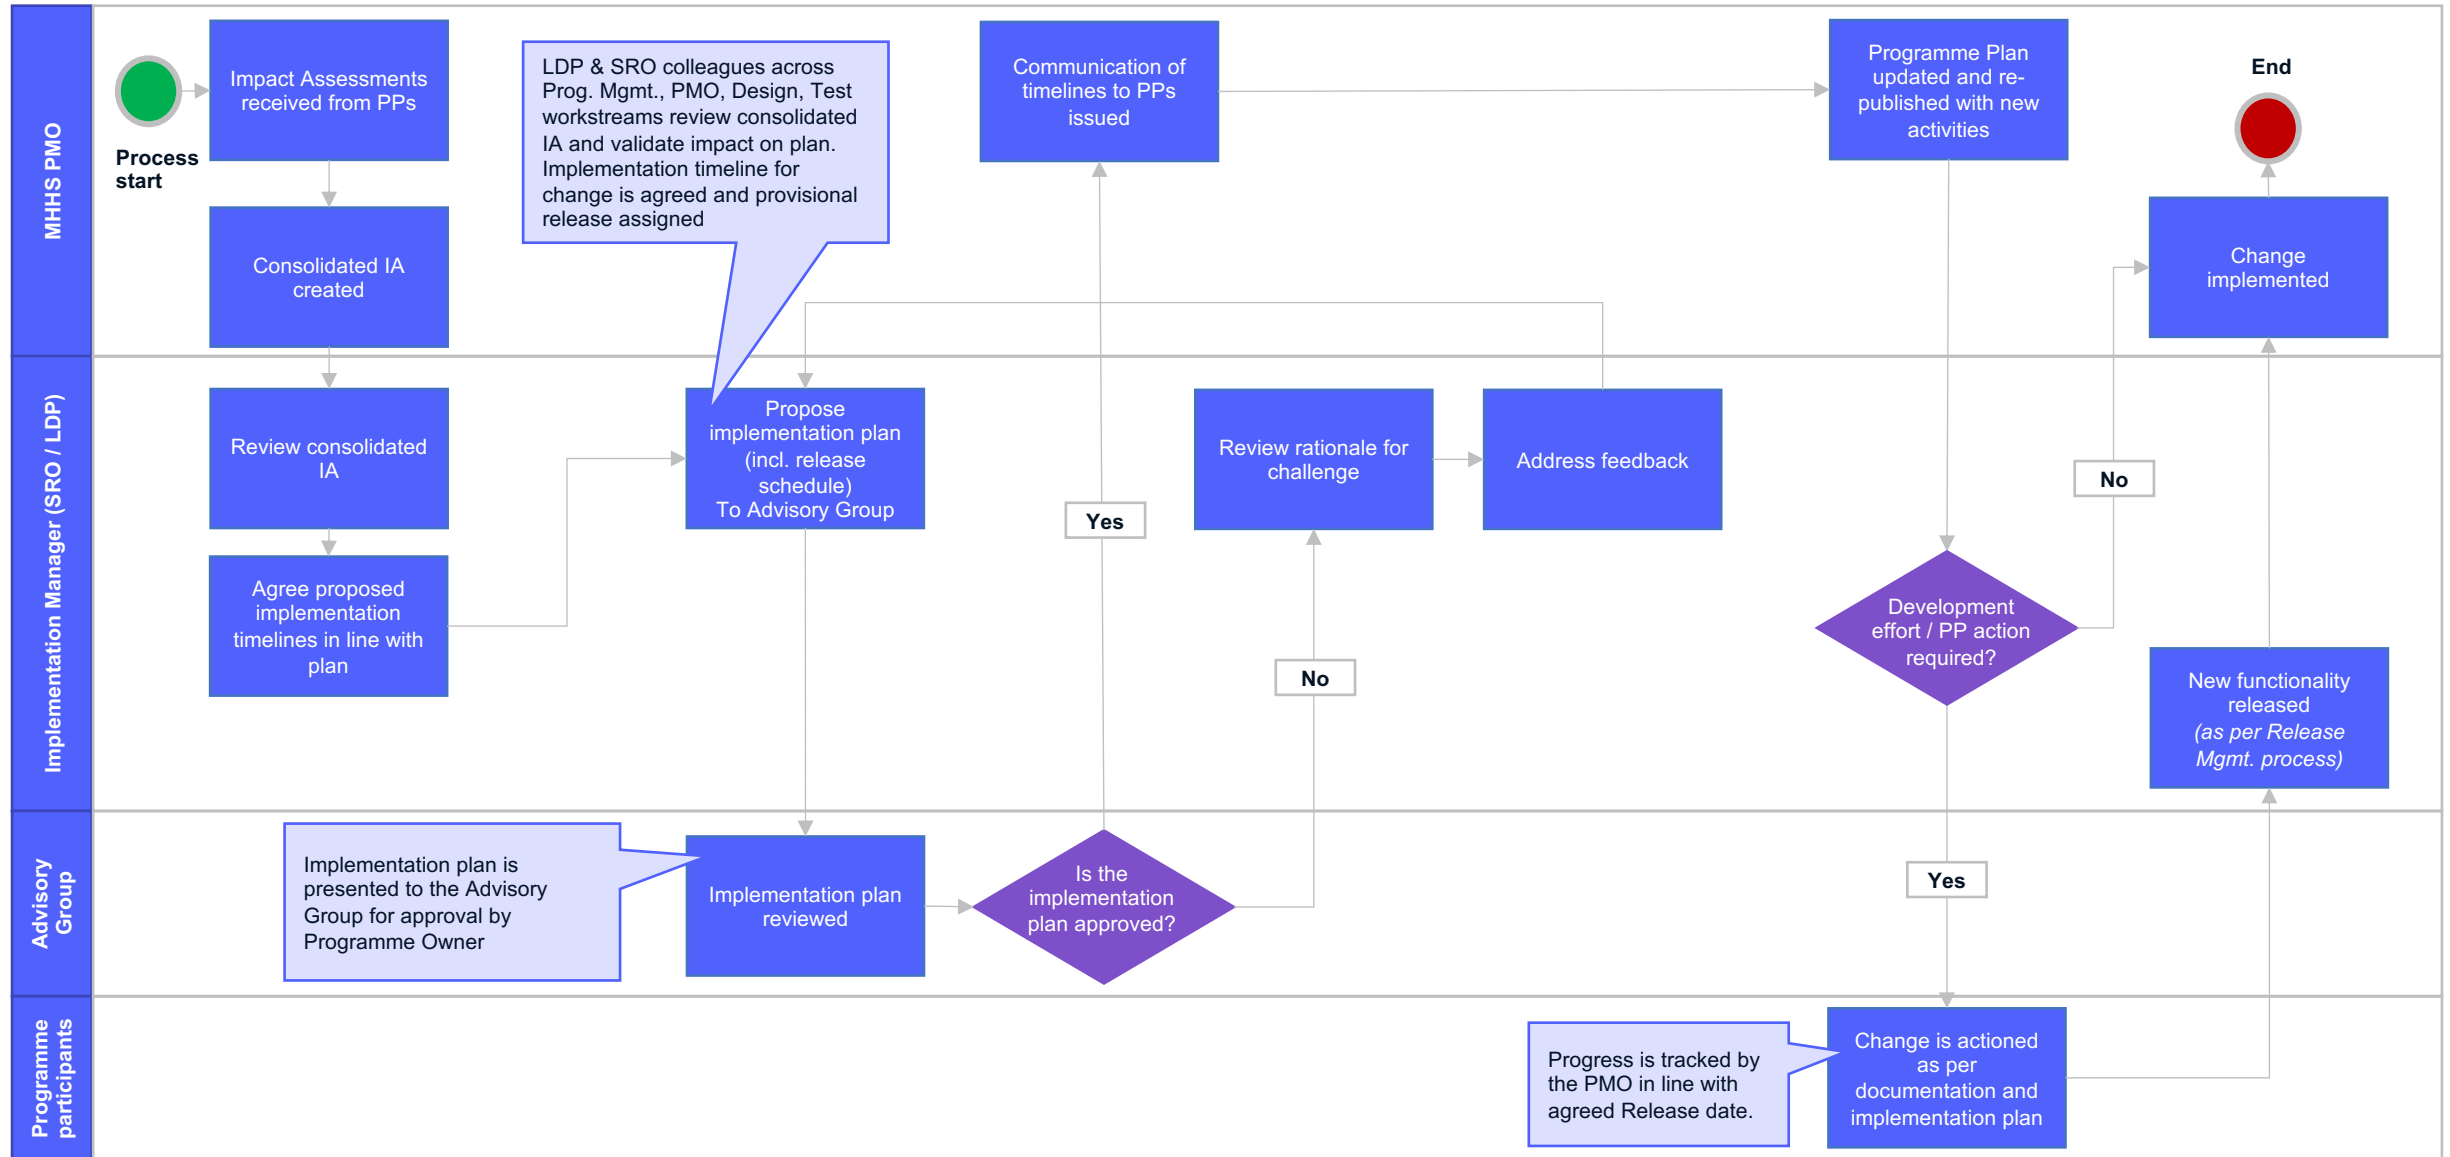 MHHS PMO
Process
start
Impact Assessments
received from PPs
Consolidated IA
created
LDP & SRO colleagues across
Prog. Mgmt., PMO, Design, Test
workstreams review consolidated
IA and validate impact on plan.
Implementation timeline for
change is agreed and provisional
release assigned
Communication of
timelines to PPs
issued
Programme Plan
updated and re-
published with new
activities
End
Change
implemented
Implementation Manager (SRO / LDP)
Review consolidated
IA
Agree proposed
implementation
timelines in line with
plan
Propose
implementation plan
(incl. release
schedule)
To Advisory Group
Yes
Review rationale for
challenge
Address feedback
No
Development
effort / PP action
required?
No
New functionality
released
(as per Release
Mgmt. process)
Advisory
Group
Implementation plan is
presented to the Advisory
Group for approval by
Programme Owner
Implementation plan
reviewed
Is the
implementation
plan approved?
Yes
Programme
participants
Progress is tracked by
the PMO in line with
agreed Release date.
Change is actioned
as per
documentation and
implementation plan